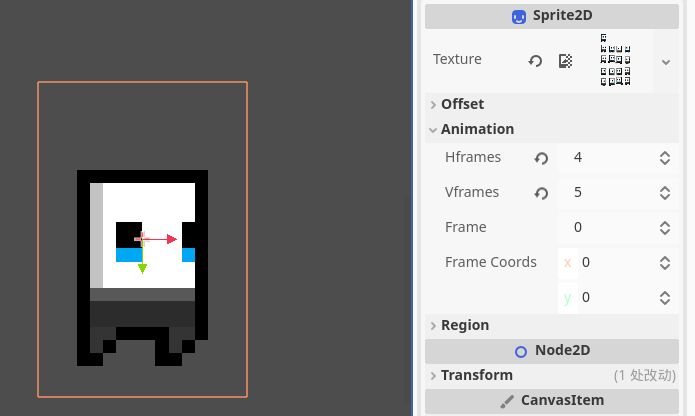 Sprite2D
Texture
Offset
Animation
Hframes 4
Vframes 5
Frame 0
Frame Coords x 0
y 0
Region
Node2D
Transform (1 处改动)
CanvasItem